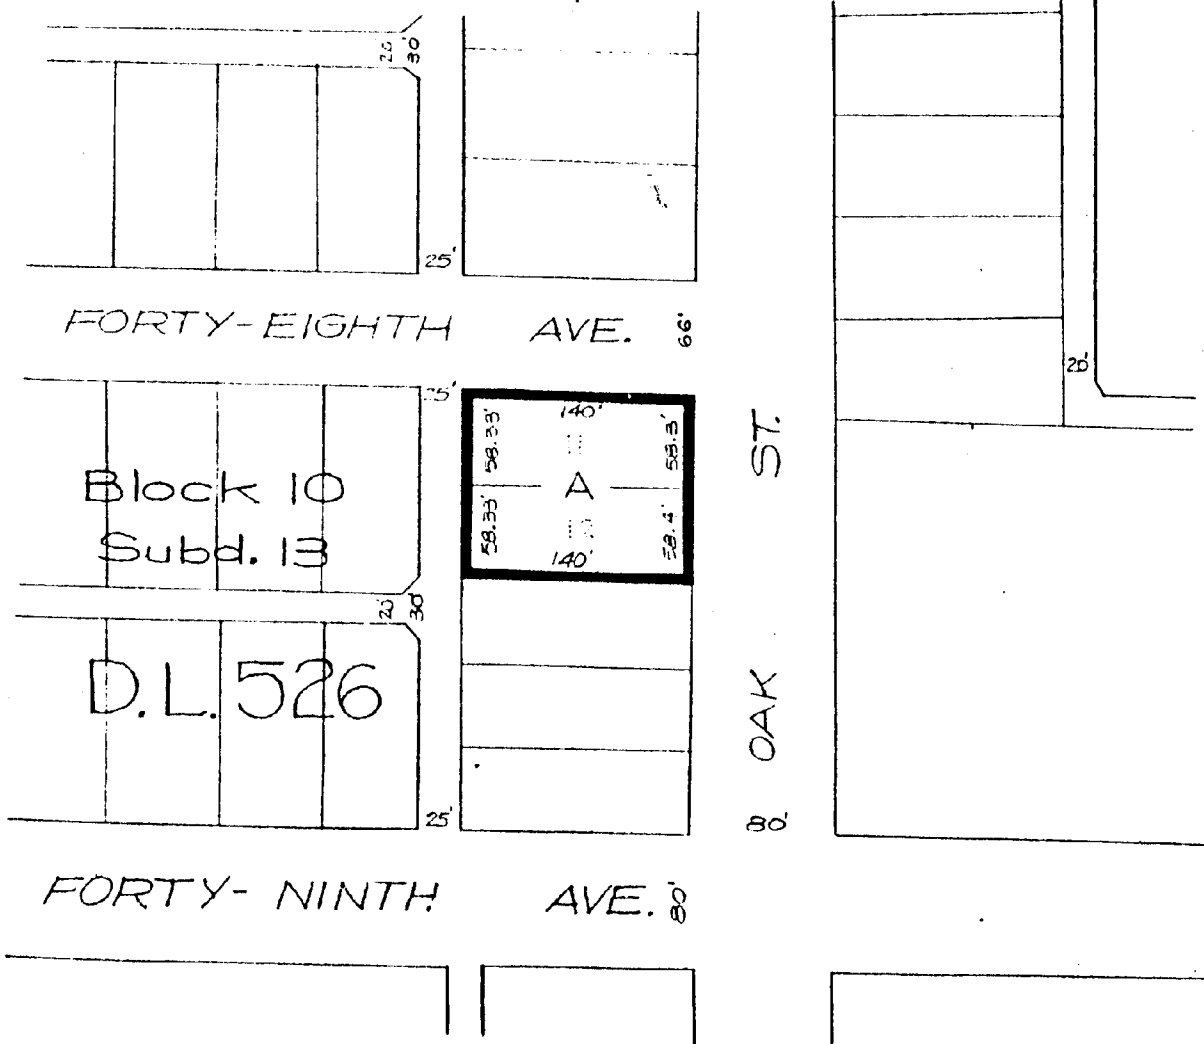 20'
30'
25'
FORTY-EIGHTH AVE. 66'
25'
140'
58.33'
58.3'
20'
ST.
A
Block 10
58.33'
58.4'
Subd. 13
140'
20'
30'
D.L. 526
OAK
25'
80'
FORTY-NINTH AVE. 80'